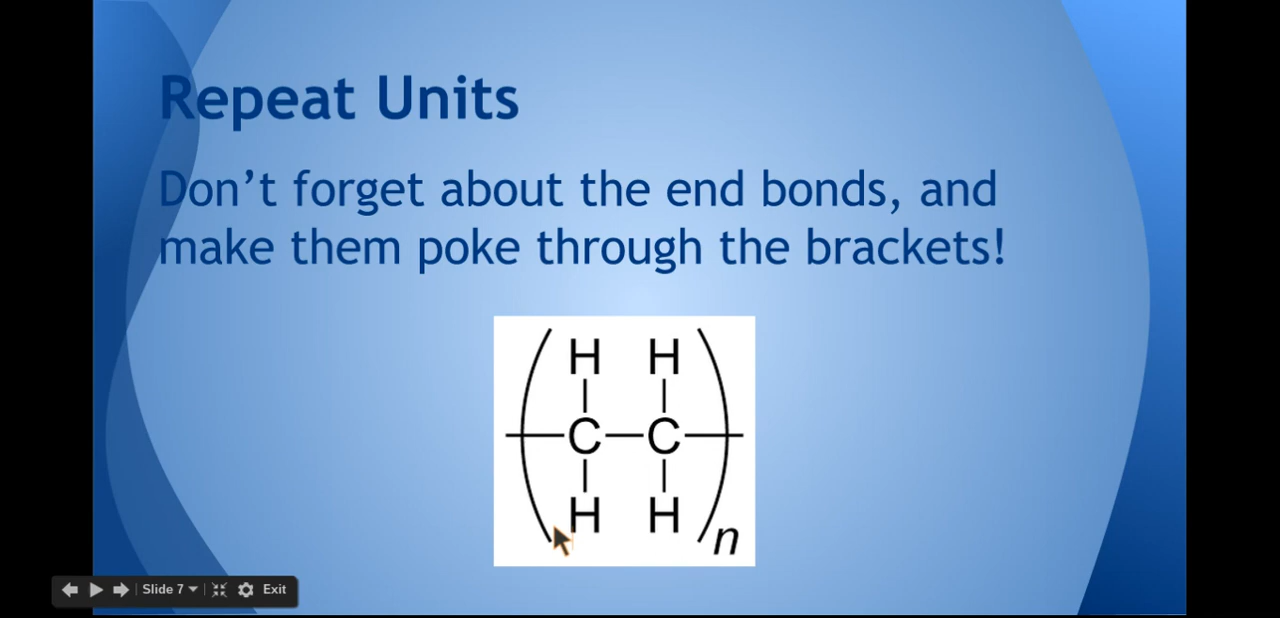 Repeat Units
Don't forget about the end bonds, and
make them poke through the brackets!
H H
C C
H H
n
Slide 7
Exit